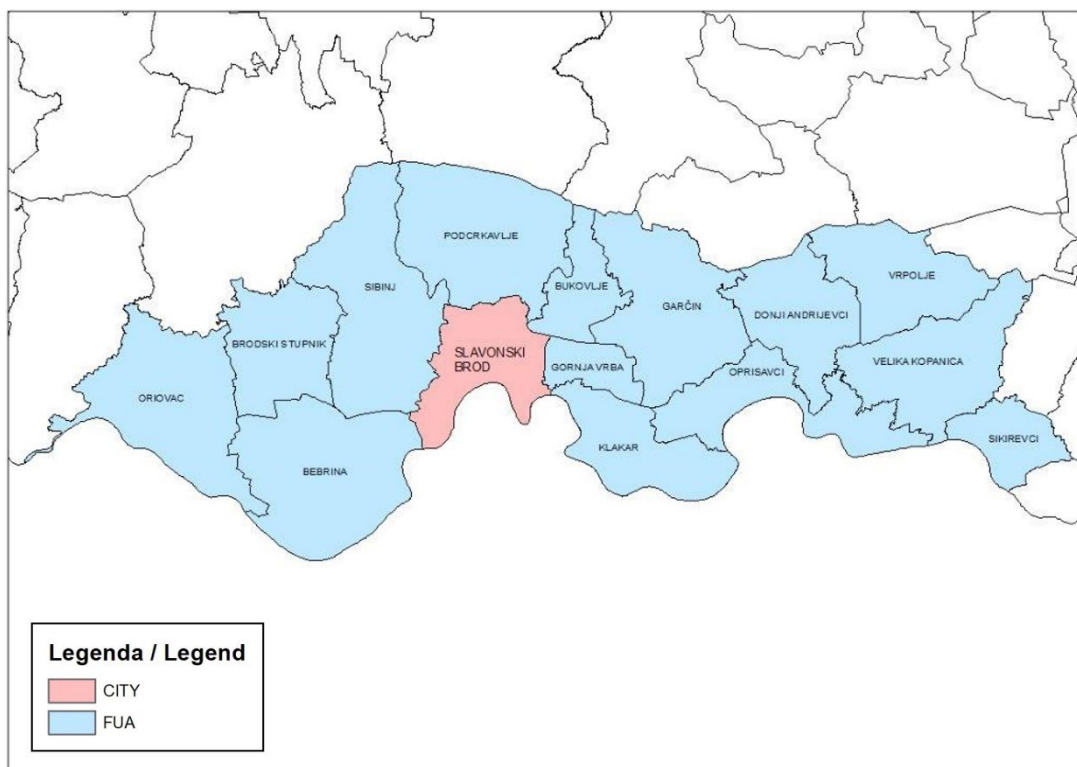 PODCRKAVLJE
SIBINJ
BUKOVLJE
VRPOLJE
GARČIN
DONJI ANDRIJEVCI
BRODSKI STUPNIK
SLAVONSKI
BROD
GORNJA VRBA
VELIKA KOPANICA
OPRISAVCI
ORIOVAC
KLAKAR
SIKIREVCI
BEBRINA
Legenda / Legend
CITY
FUA